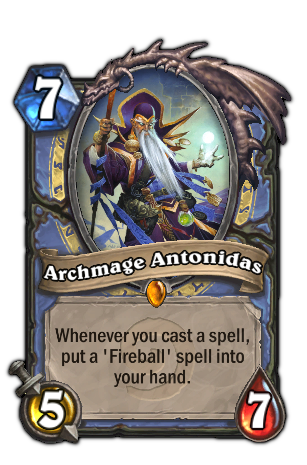 7
Archmage Antonidas
Whenever you cast a spell,
put a 'Fireball' spell into
your hand.
5
7